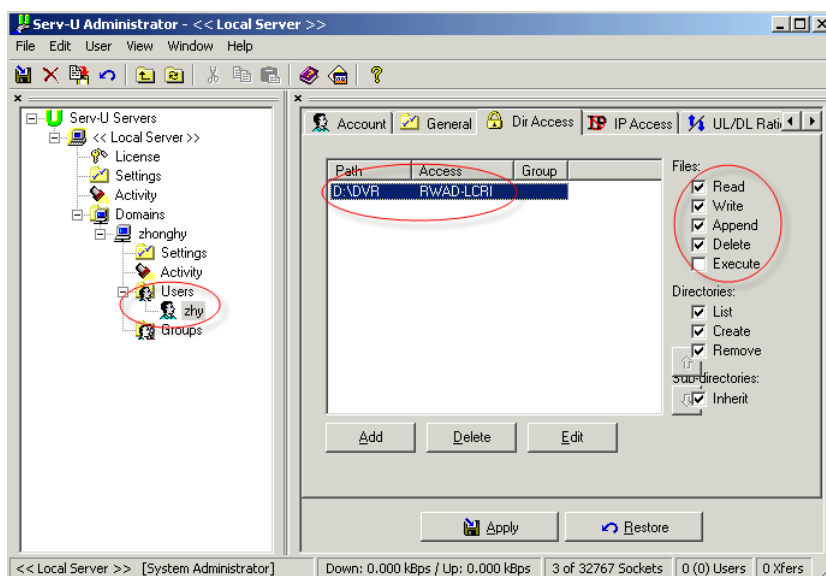 Serv-U Administrator - << Local Server >>
File Edit User View Window Help
Serv-U Servers
<< Local Server >>
License
Settings
Activity
Domains
zhonghy
Settings
Activity
Users
zhy
Groups
Account General Dir Access IP Access UL/DL Rati
Path Access Group
D:\DVR RWAD-LCRI
Files:
Read
Write
Append
Delete
Execute
Directories:
List
Create
Remove
Sub-directories:
Inherit
Add Delete Edit
Apply Restore
<< Local Server >> [System Administrator] Down: 0.000 kBps / Up: 0.000 kBps 3 of 32767 Sockets 0 (0) Users 0 Xfers